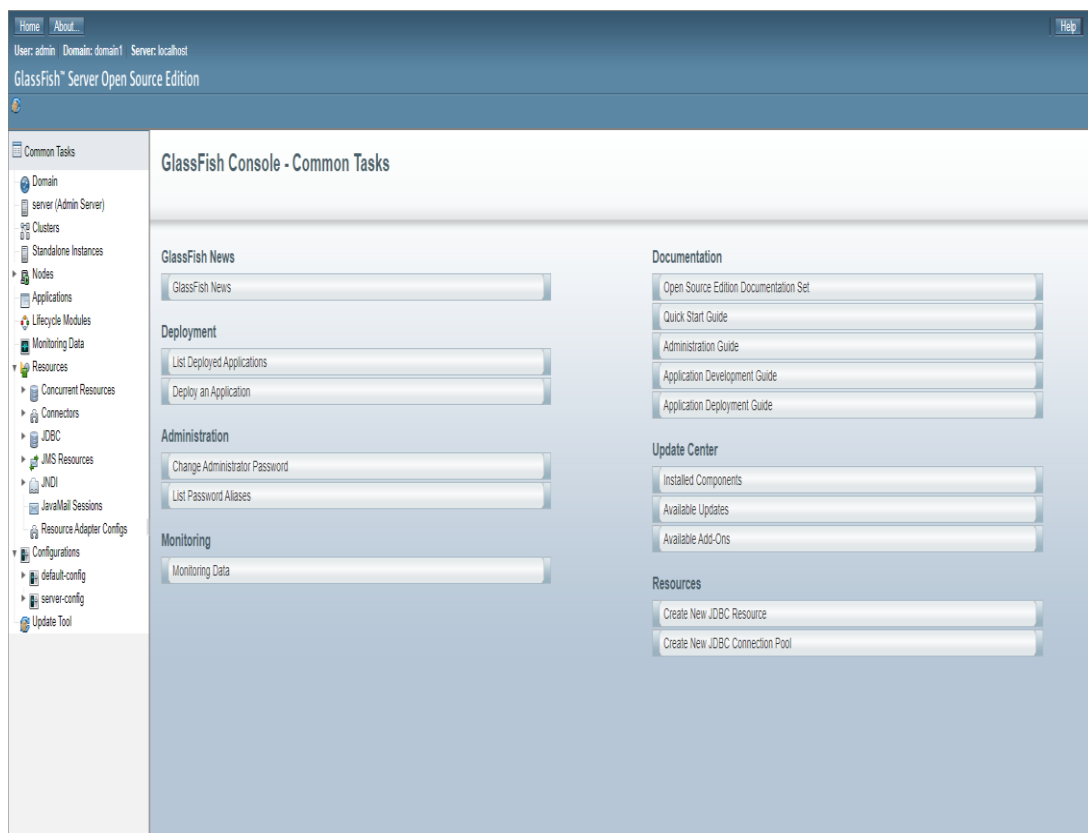 Home About... Help
User: admin Domain: domain1 Server: localhost
GlassFish™ Server Open Source Edition
Common Tasks
Domain
server (Admin Server)
Clusters
Standalone Instances
Nodes
Applications
Lifecycle Modules
Monitoring Data
Resources
Concurrent Resources
Connectors
JDBC
JMS Resources
JNDI
JavaMail Sessions
Resource Adapter Configs
Configurations
default-config
server-config
Update Tool
GlassFish Console - Common Tasks
GlassFish News
GlassFish News
Deployment
List Deployed Applications
Deploy an Application
Administration
Change Administrator Password
List Password Aliases
Monitoring
Monitoring Data
Documentation
Open Source Edition Documentation Set
Quick Start Guide
Administration Guide
Application Development Guide
Application Deployment Guide
Update Center
Installed Components
Available Updates
Available Add-Ons
Resources
Create New JDBC Resource
Create New JDBC Connection Pool